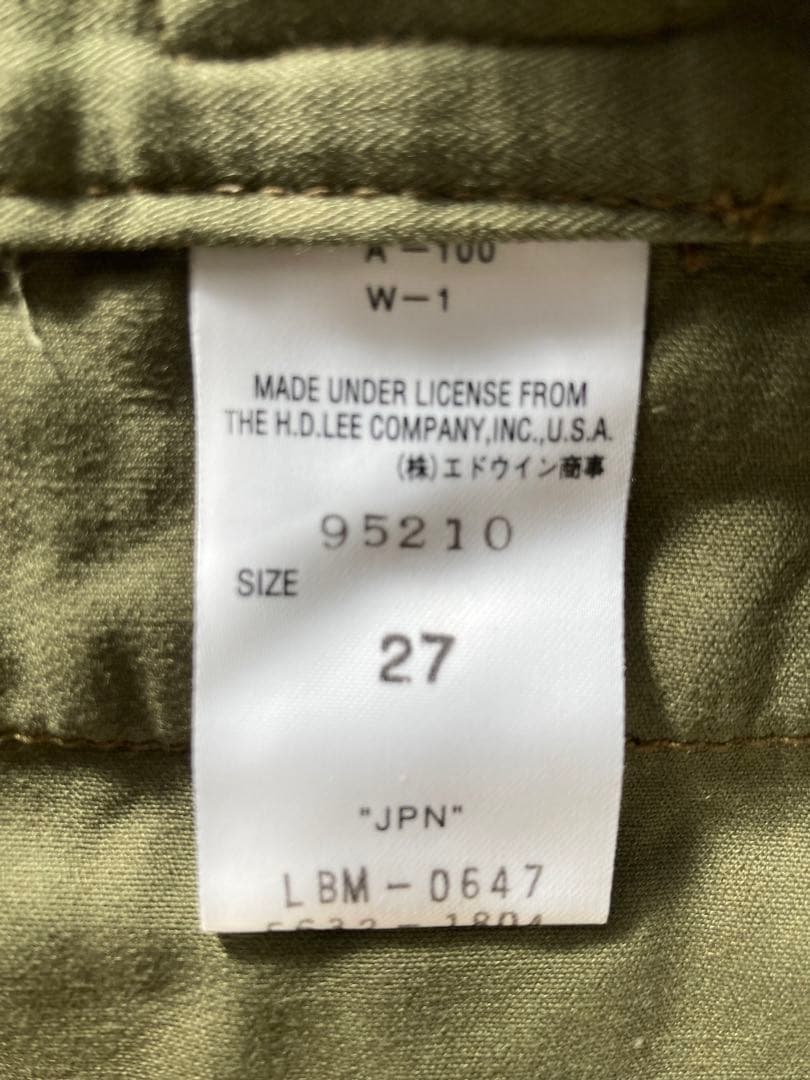 A-100
W-1
MADE UNDER LICENSE FROM
THE H.D.LEE COMPANY,INC.,U.S.A.
(株)エドウイン商事
95210
SIZE
27
"JPN"
LBM-0647